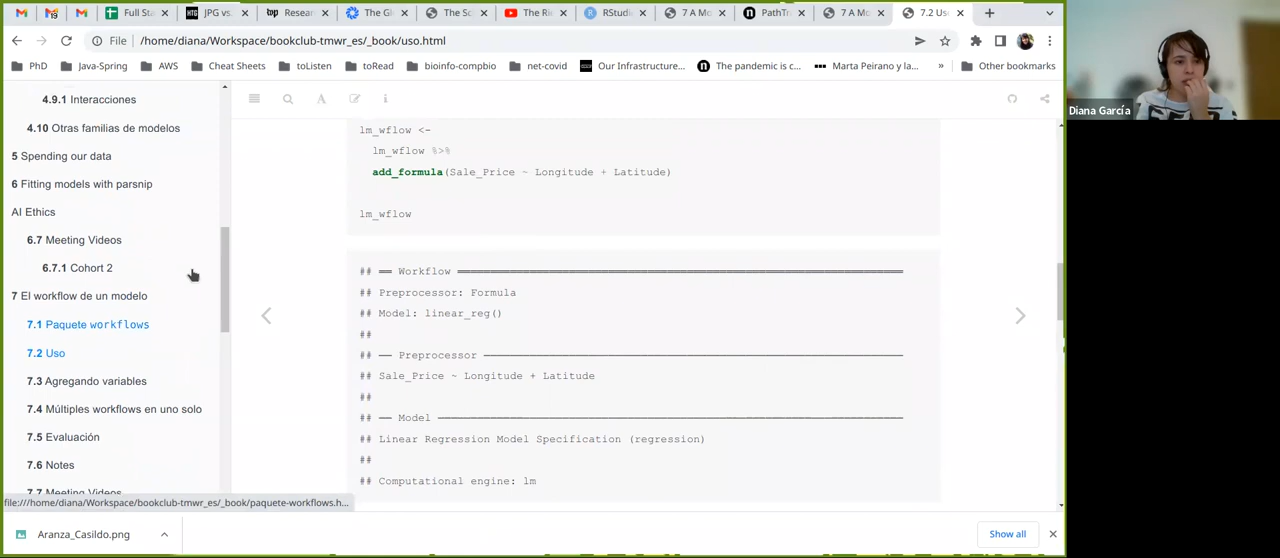 Full Sta
JPG vs.
Resear
The Gl
The Sc
The Ri
RStudi
7 A Mo
PathTr
7 A Mo
7.2 Us
File /home/diana/Workspace/bookclub-tmwr_es/_book/uso.html
PhD
Java-Spring
AWS
Cheat Sheets
toListen
toRead
bioinfo-compbio
net-covid
Our Infrastructure...
The pandemic is c...
Marta Peirano y la...
»
Other bookmarks
4.9.1 Interacciones
4.10 Otras familias de modelos
5 Spending our data
6 Fitting models with parsnip
AI Ethics
6.7 Meeting Videos
6.7.1 Cohort 2
7 El workflow de un modelo
7.1 Paquete workflows
7.2 Uso
7.3 Agregando variables
7.4 Múltiples workflows en uno solo
7.5 Evaluación
7.6 Notes
7.7 Meeting Videos
file:///home/diana/Workspace/bookclub-tmwr_es/_book/paquete-workflows.h...
lm_wflow <-
lm_wflow %>%
add_formula(Sale_Price ~ Longitude + Latitude)
lm_wflow
## ══ Workflow ══════════
## Preprocessor: Formula
## Model: linear_reg()
##
## ── Preprocessor ──────────
## Sale_Price ~ Longitude + Latitude
##
## ── Model ──────────
## Linear Regression Model Specification (regression)
##
## Computational engine: lm
Aranza_Casildo.png
Show all
Diana García